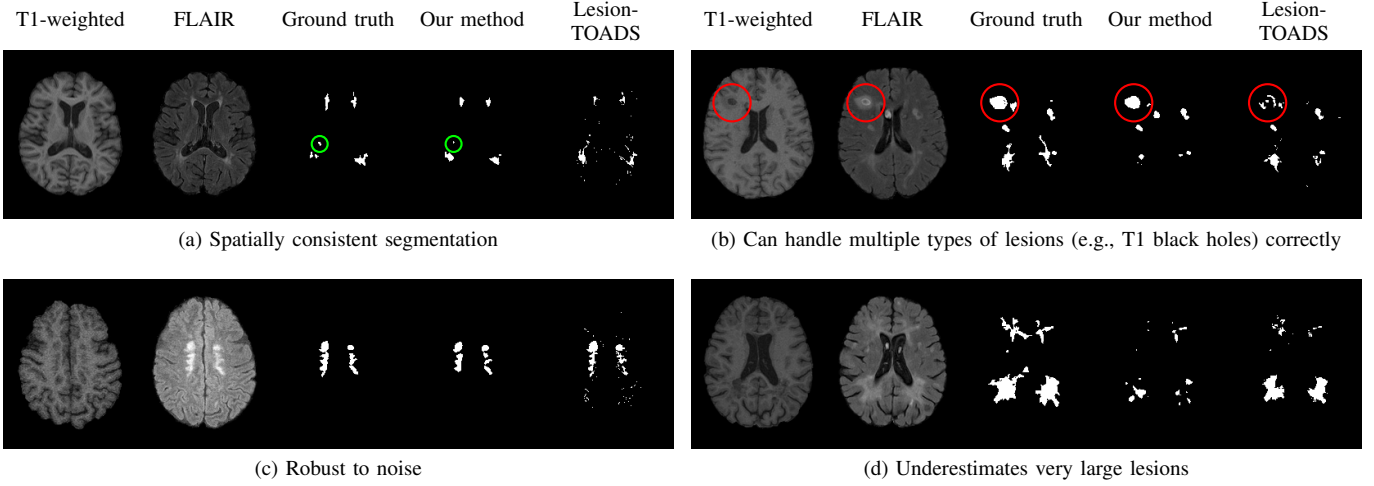 T1-weighted FLAIR Ground truth Our method Lesion-
TOADS
T1-weighted FLAIR Ground truth Our method Lesion-
TOADS
(a) Spatially consistent segmentation
(b) Can handle multiple types of lesions (e.g., T1 black holes) correctly
(c) Robust to noise
(d) Underestimates very large lesions